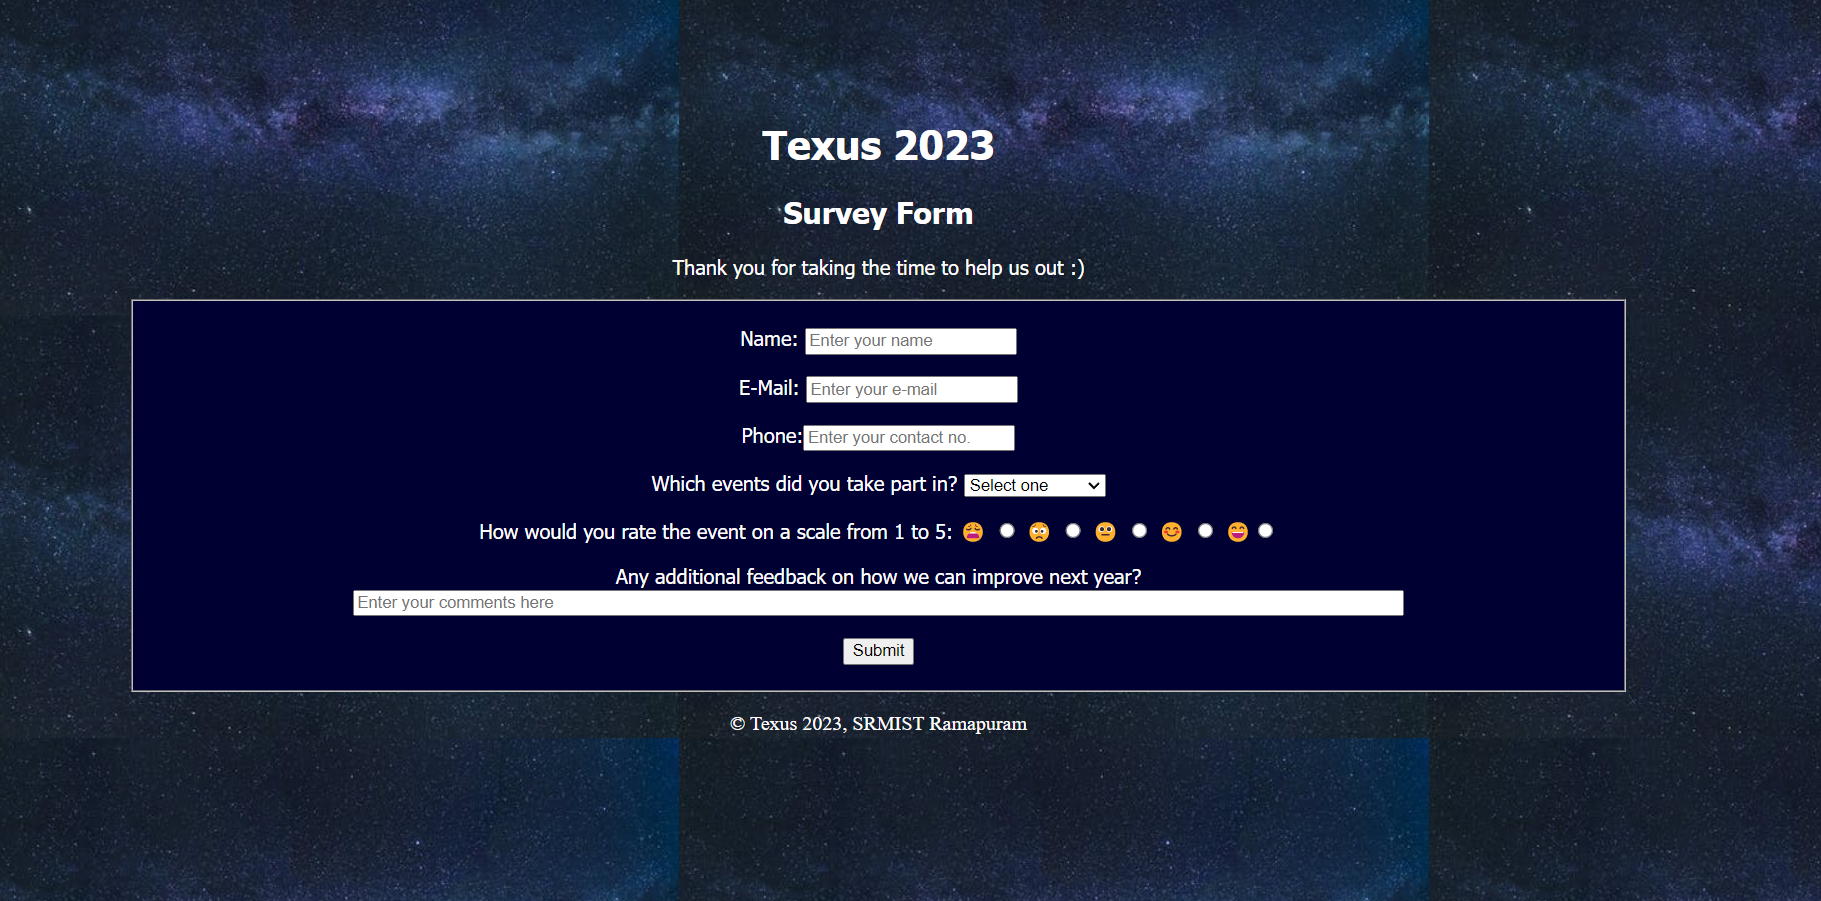 Texus 2023
Survey Form
Thank you for taking the time to help us out :)
Name: Enter your name
E-Mail: Enter your e-mail
Phone: Enter your contact no.
Which events did you take part in? Select one
How would you rate the event on a scale from 1 to 5: 😩 😟 😐 😊 😄
Any additional feedback on how we can improve next year?
Enter your comments here
Submit
© Texus 2023, SRMIST Ramapuram